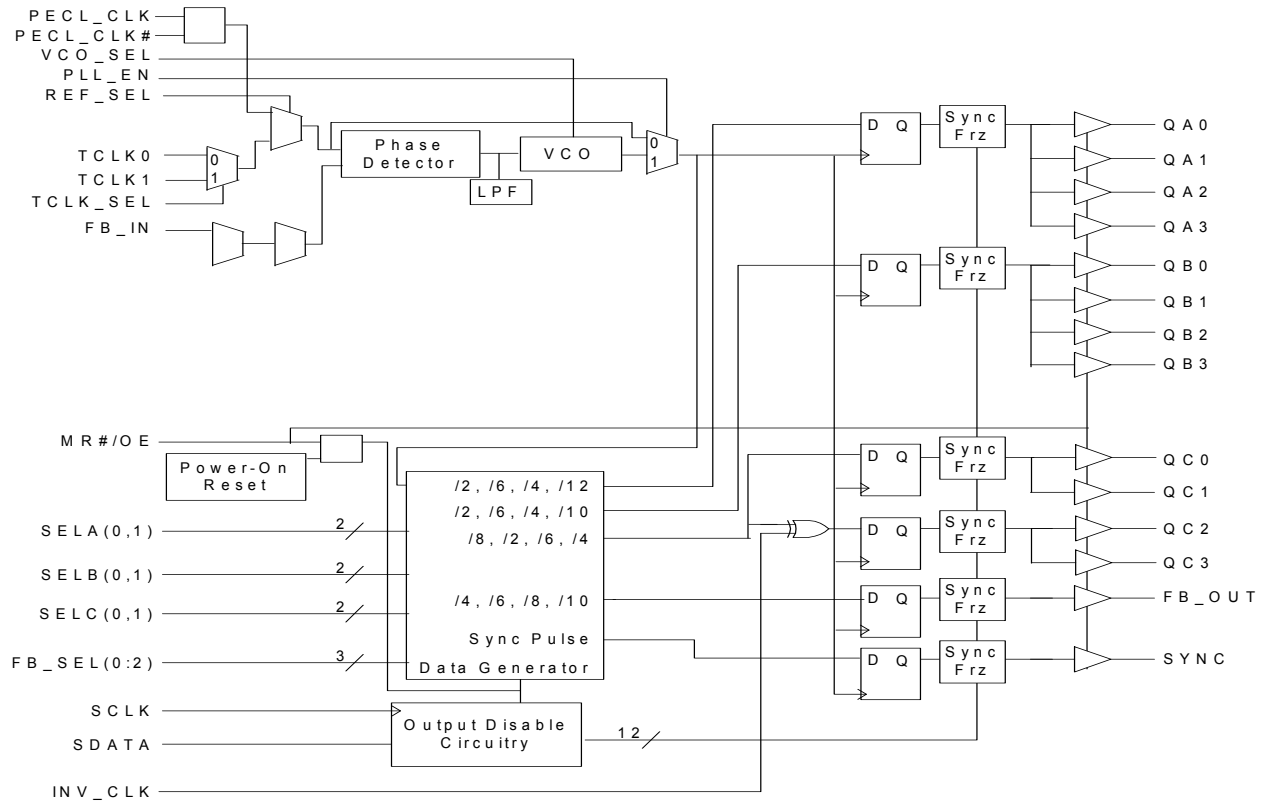 PECL_CLK
PECL_CLK#
VCO_SEL
PLL_EN
REF_SEL
TCLK0
TCLK1
TCLK_SEL
FB_IN
0
1
Phase
Detector
LPF
VCO
0
1
D Q
Sync
Frz
QA0
QA1
QA2
QA3
D Q
Sync
Frz
QB0
QB1
QB2
QB3
MR#/OE
Power-On
Reset
SELA(0,1)
2
SELB(0,1)
2
SELC(0,1)
2
FB_SEL(0:2)
3
/2, /6, /4, /12
/2, /6, /4, /10
/8, /2, /6, /4
/4, /6, /8, /10
Sync Pulse
Data Generator
D Q
Sync
Frz
QC0
QC1
D Q
Sync
Frz
QC2
QC3
D Q
Sync
Frz
FB_OUT
D Q
Sync
Frz
SYNC
SCLK
SDATA
Output Disable
Circuitry
12
INV_CLK